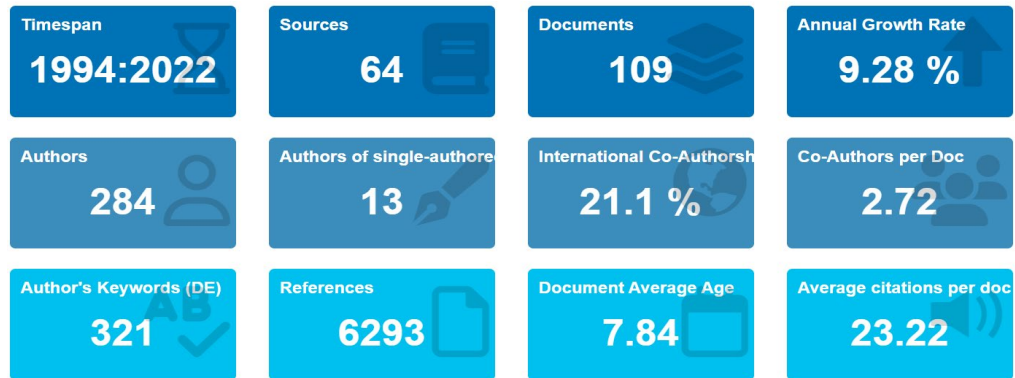 Timespan
1994:2022
Sources
64
Documents
109
Annual Growth Rate
9.28 %
Authors
284
Authors of single-authore
13
International Co-Authorsh
21.1 %
Co-Authors per Doc
2.72
Author's Keywords (DE)
321
AB
References
6293
Document Average Age
7.84
Average citations per doc
23.22